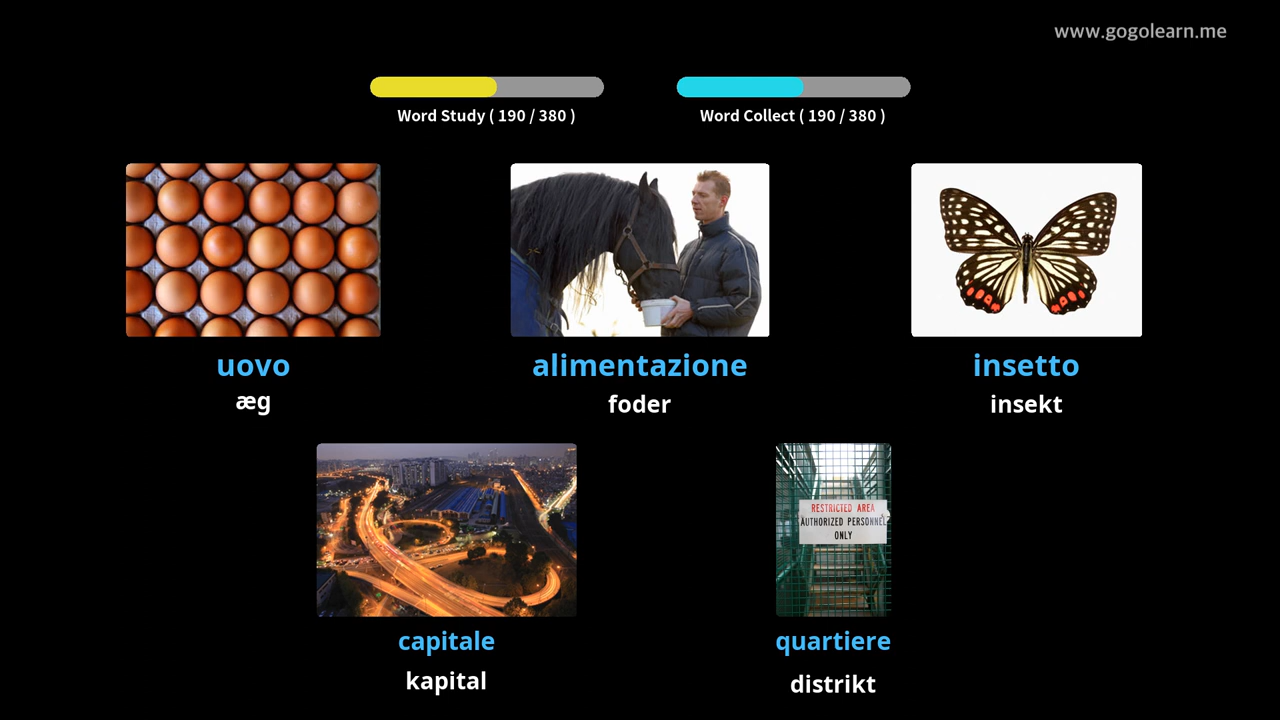 www.gogolearn.me
Word Study ( 190 / 380 )
Word Collect ( 190 / 380 )
uovo
æg
alimentazione
foder
insetto
insekt
capitale
kapital
RESTRICTED AREA
AUTHORIZED PERSONNEL
ONLY
quartiere
distrikt